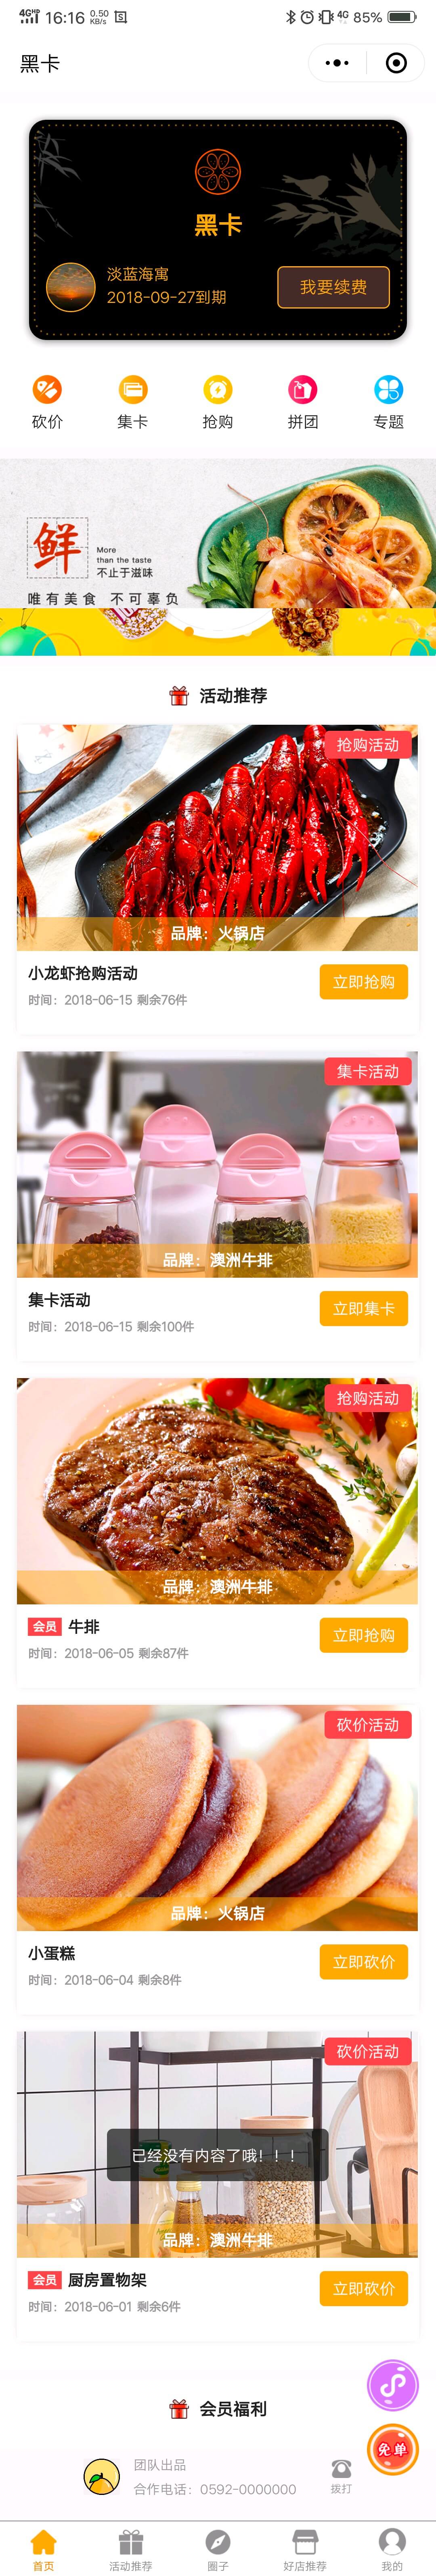 4GHD 16:16 0.50 KB/s 4G 85%
黑卡
黑卡
淡蓝海寓
2018-09-27到期
我要续费
砍价 集卡 抢购 拼团 专题
鲜
More
than the taste
不止于滋味
唯有美食 不可辜负
活动推荐
抢购活动
品牌：火锅店
小龙虾抢购活动
时间：2018-06-15 剩余76件
立即抢购
集卡活动
品牌：澳洲牛排
集卡活动
时间：2018-06-15 剩余100件
立即集卡
抢购活动
品牌：澳洲牛排
会员 牛排
时间：2018-06-05 剩余87件
立即抢购
砍价活动
品牌：火锅店
小蛋糕
时间：2018-06-04 剩余8件
立即砍价
砍价活动
已经没有内容了哦！！！
品牌：澳洲牛排
会员 厨房置物架
时间：2018-06-01 剩余6件
立即砍价
会员福利
免单
团队出品
合作电话：0592-0000000
拨打
首页 活动推荐 圈子 好店推荐 我的